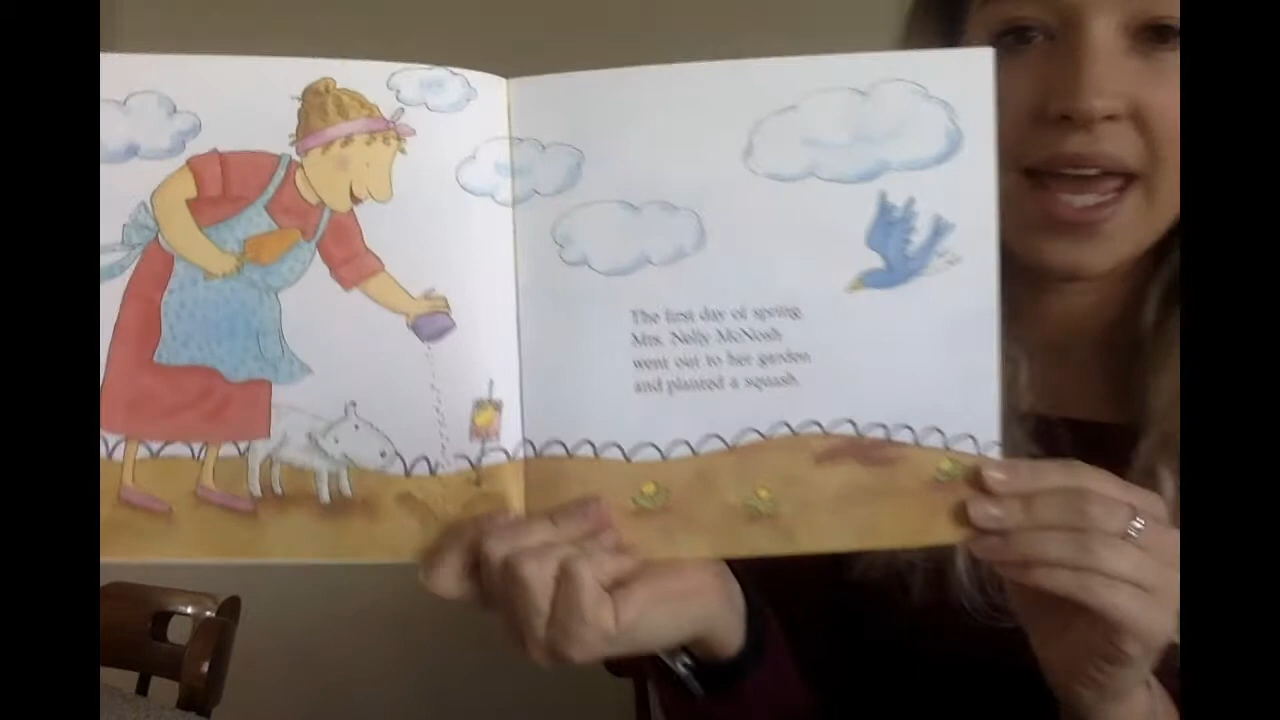 The first day of spring,
Mrs. Nelly McNosh
went out to her garden
and planted a squash.